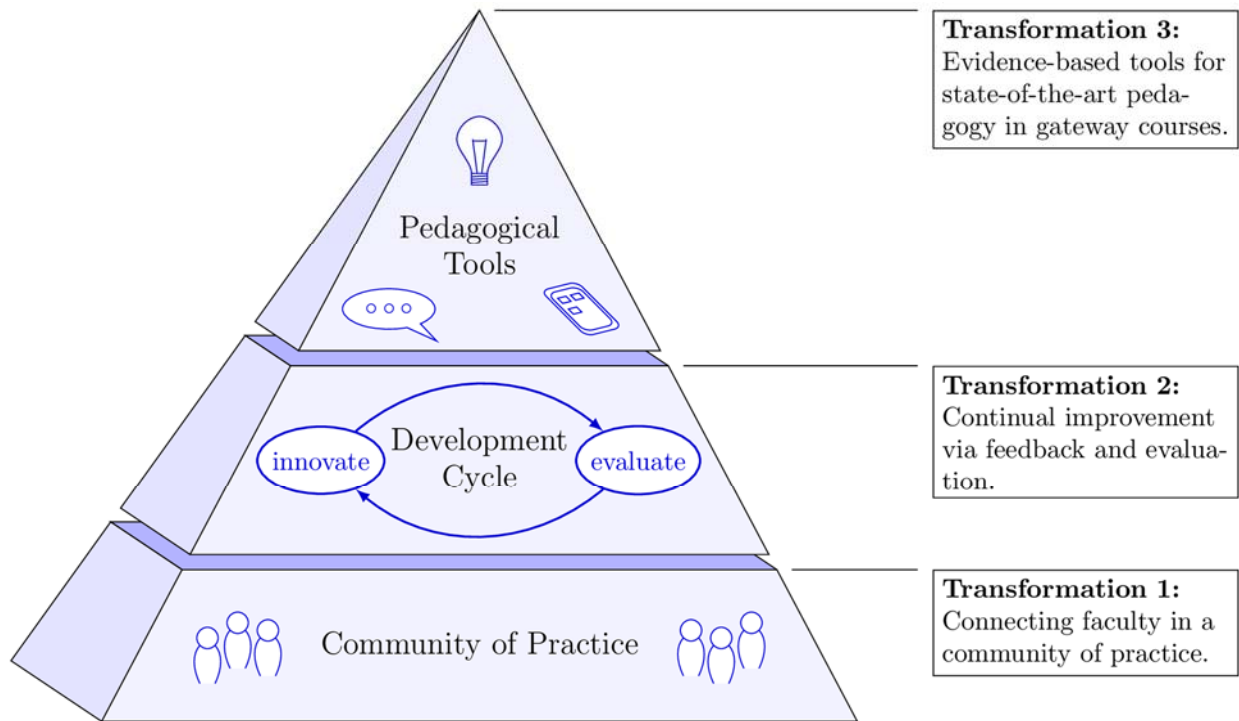 Transformation 3:
Evidence-based tools for
state-of-the-art peda-
gogy in gateway courses.
Pedagogical
Tools
Transformation 2:
Continual improvement
via feedback and evalua-
tion.
innovate
Development
Cycle
evaluate
Transformation 1:
Connecting faculty in a
community of practice.
Community of Practice